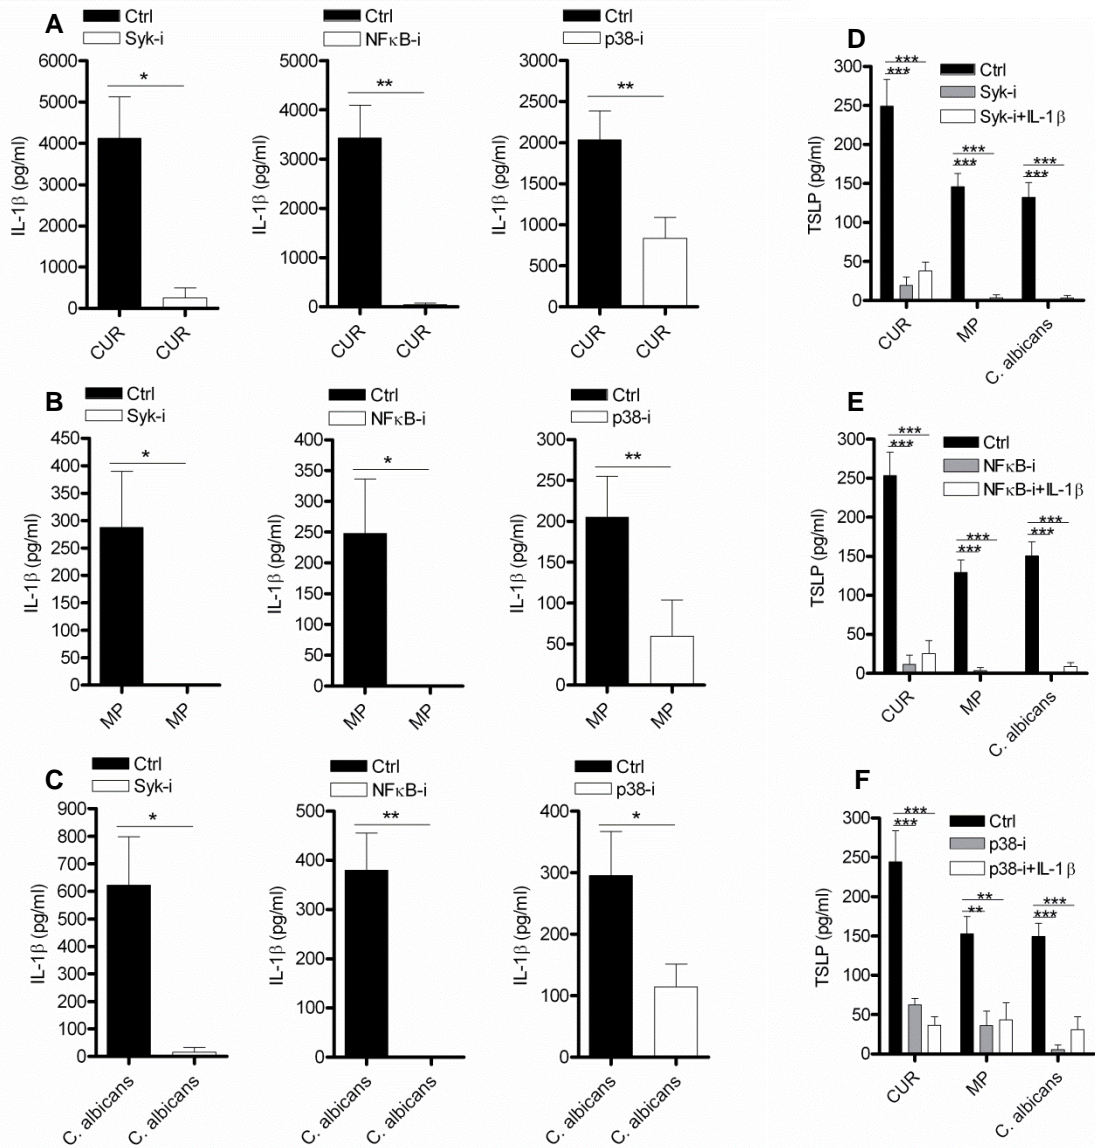 A
Ctrl
Syk-i
6000
5000
4000
3000
2000
1000
0
IL-1β (pg/ml)
*
CUR
CUR
Ctrl
NFκB-i
5000
4000
3000
2000
1000
0
IL-1β (pg/ml)
**
CUR
CUR
Ctrl
p38-i
3000
2500
2000
1500
1000
500
0
IL-1β (pg/ml)
**
CUR
CUR
B
Ctrl
Syk-i
450
400
350
300
250
200
150
100
50
0
IL-1β (pg/ml)
*
MP
MP
Ctrl
NFκB-i
400
350
300
250
200
150
100
50
0
IL-1β (pg/ml)
*
MP
MP
Ctrl
p38-i
300
250
200
150
100
50
0
IL-1β (pg/ml)
**
MP
MP
C
Ctrl
Syk-i
900
800
700
600
500
400
300
200
100
0
IL-1β (pg/ml)
*
C. albicans
C. albicans
Ctrl
NFκB-i
500
400
300
200
100
0
IL-1β (pg/ml)
**
C. albicans
C. albicans
Ctrl
p38-i
400
300
200
100
0
IL-1β (pg/ml)
*
C. albicans
C. albicans
D
Ctrl
Syk-i
Syk-i+IL-1β
300
250
200
150
100
50
0
TSLP (pg/ml)
***
***
***
***
***
***
CUR
MP
C. albicans
E
Ctrl
NFκB-i
NFκB-i+IL-1β
300
250
200
150
100
50
0
TSLP (pg/ml)
***
***
***
***
***
***
CUR
MP
C. albicans
F
Ctrl
p38-i
p38-i+IL-1β
300
250
200
150
100
50
0
TSLP (pg/ml)
***
***
**
**
***
***
CUR
MP
C. albicans